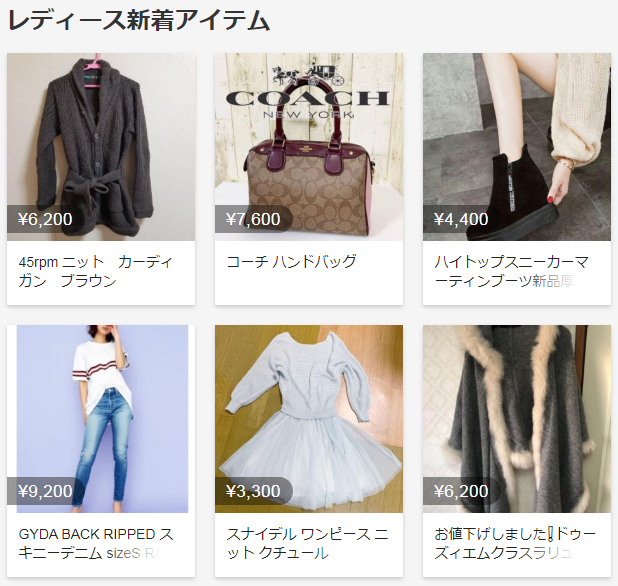 レディース新着アイテム
COACH
NEW YORK
¥6,200
¥7,600
¥4,400
45rpm ニット　カーディ
ガン　ブラウン
コーチ ハンドバッグ
ハイトップスニーカーマ
ーティンブーツ新品厚
¥9,200
¥3,300
¥6,200
GYDA BACK RIPPED ス
キニーデニム sizeS RA
スナイデル ワンピース ニ
ット クチュール
お値下げしました‼️ドゥー
ズィエムクラスラリュ